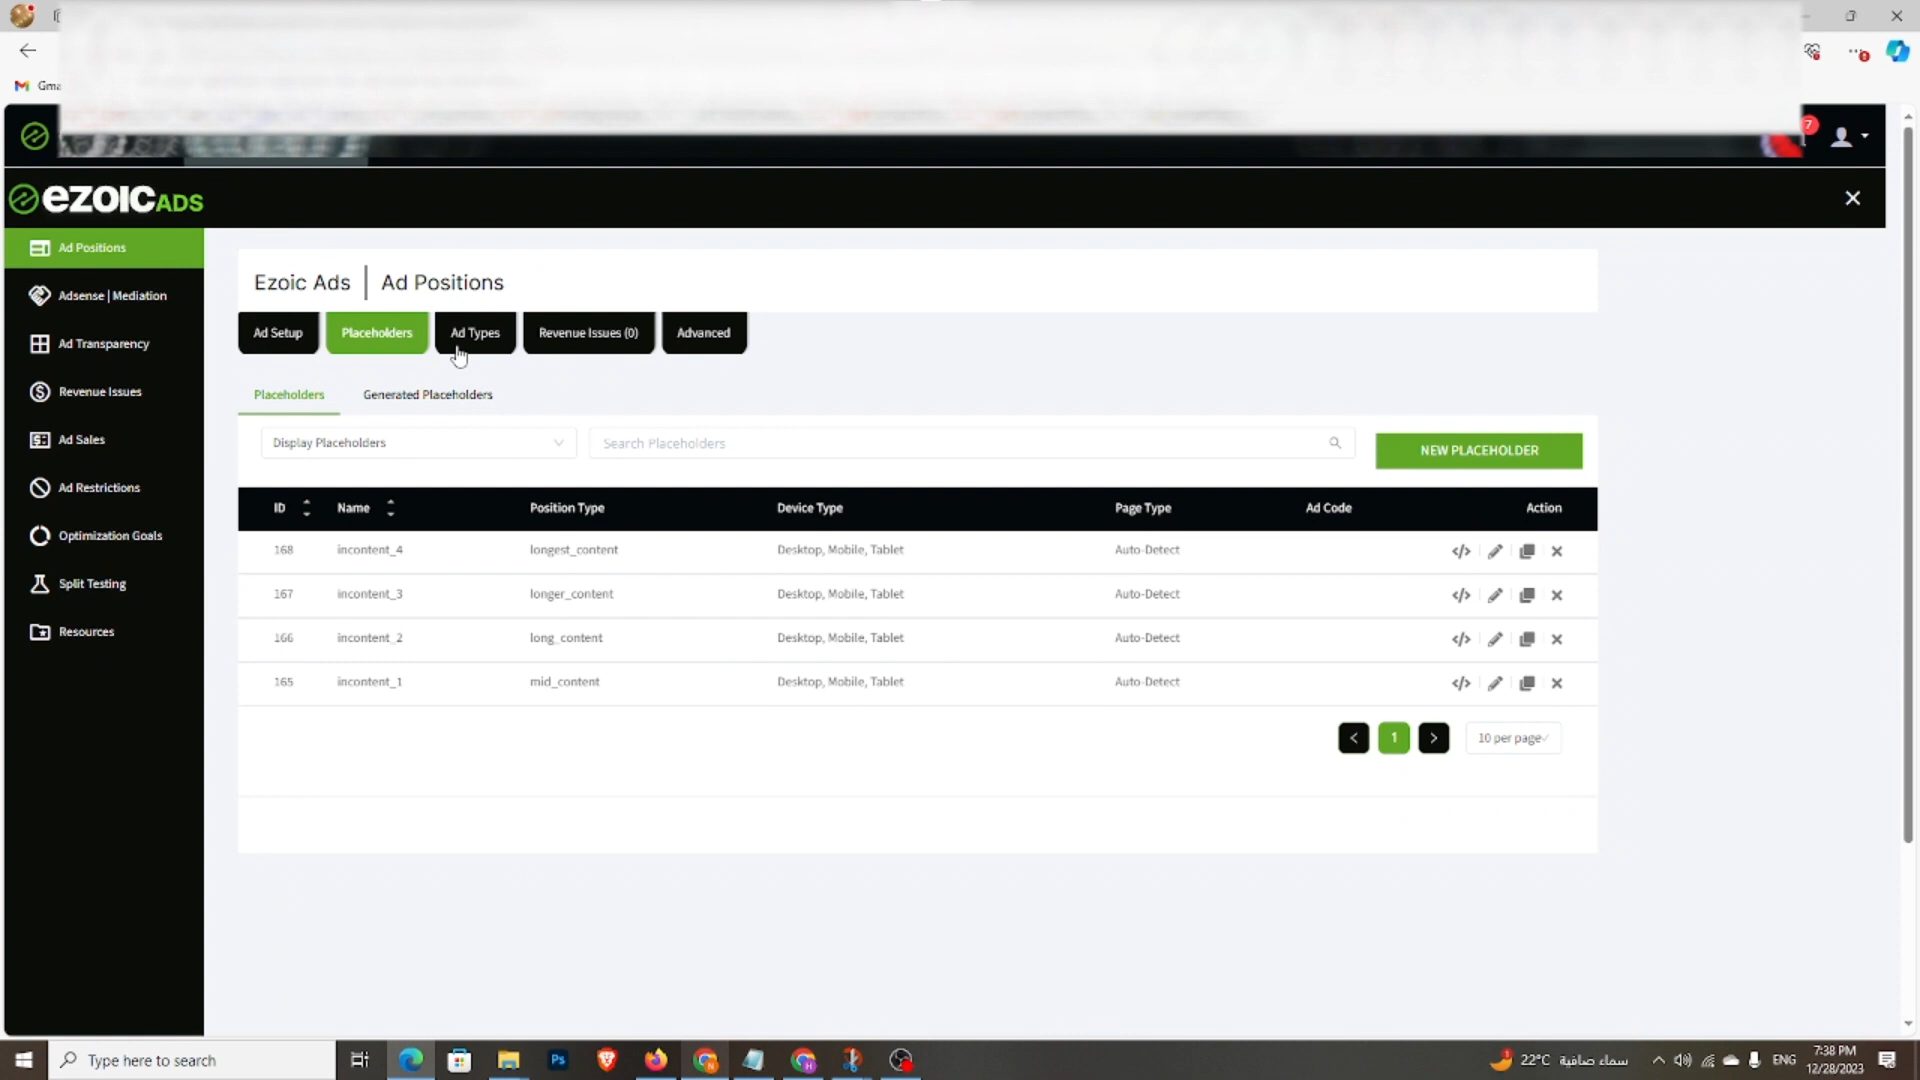 Gma
7
EZOIC ADS
Ad Positions
Adsense | Mediation
Ad Transparency
Revenue Issues
Ad Sales
Ad Restrictions
Optimization Goals
Split Testing
Resources
Ezoic Ads | Ad Positions
Ad Setup Placeholders Ad Types Revenue Issues (0) Advanced
Placeholders Generated Placeholders
Display Placeholders Search Placeholders NEW PLACEHOLDER
ID Name Position Type Device Type Page Type Ad Code Action
168 incontent_4 longest_content Desktop, Mobile, Tablet Auto-Detect
167 incontent_3 longer_content Desktop, Mobile, Tablet Auto-Detect
166 incontent_2 long_content Desktop, Mobile, Tablet Auto-Detect
165 incontent_1 mid_content Desktop, Mobile, Tablet Auto-Detect
< 1 > 10 per page
Type here to search Ps 22°C سماء صافية ENG 7:38 PM
12/28/2023